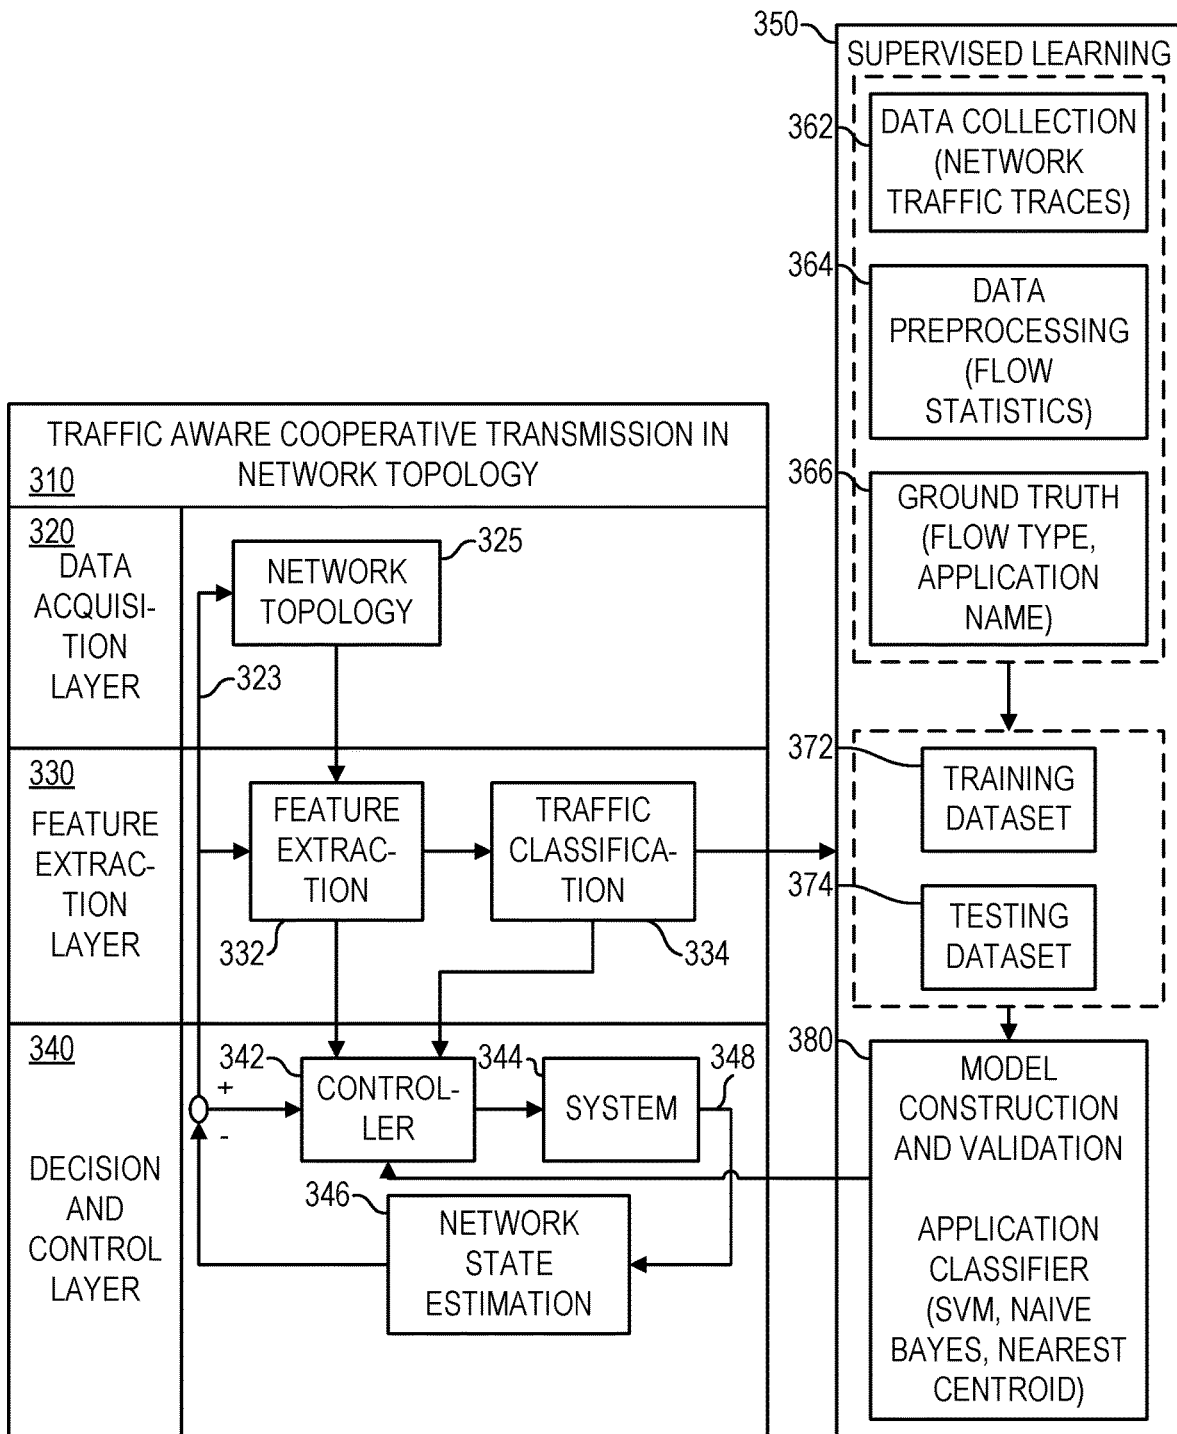 350
SUPERVISED LEARNING
362
DATA COLLECTION
(NETWORK
TRAFFIC TRACES)
364
DATA
PREPROCESSING
(FLOW
STATISTICS)
366
GROUND TRUTH
(FLOW TYPE,
APPLICATION
NAME)
372
TRAINING
DATASET
374
TESTING
DATASET
380
MODEL
CONSTRUCTION
AND VALIDATION
APPLICATION
CLASSIFIER
(SVM, NAIVE
BAYES, NEAREST
CENTROID)
TRAFFIC AWARE COOPERATIVE TRANSMISSION IN
NETWORK TOPOLOGY
310
320
DATA
ACQUISI-
TION
LAYER
325
NETWORK
TOPOLOGY
323
330
FEATURE
EXTRAC-
TION
LAYER
FEATURE
EXTRAC-
TION
332
TRAFFIC
CLASSIFICA-
TION
334
340
DECISION
AND
CONTROL
LAYER
+
-
342
CONTROL-
LER
344
SYSTEM
348
346
NETWORK
STATE
ESTIMATION